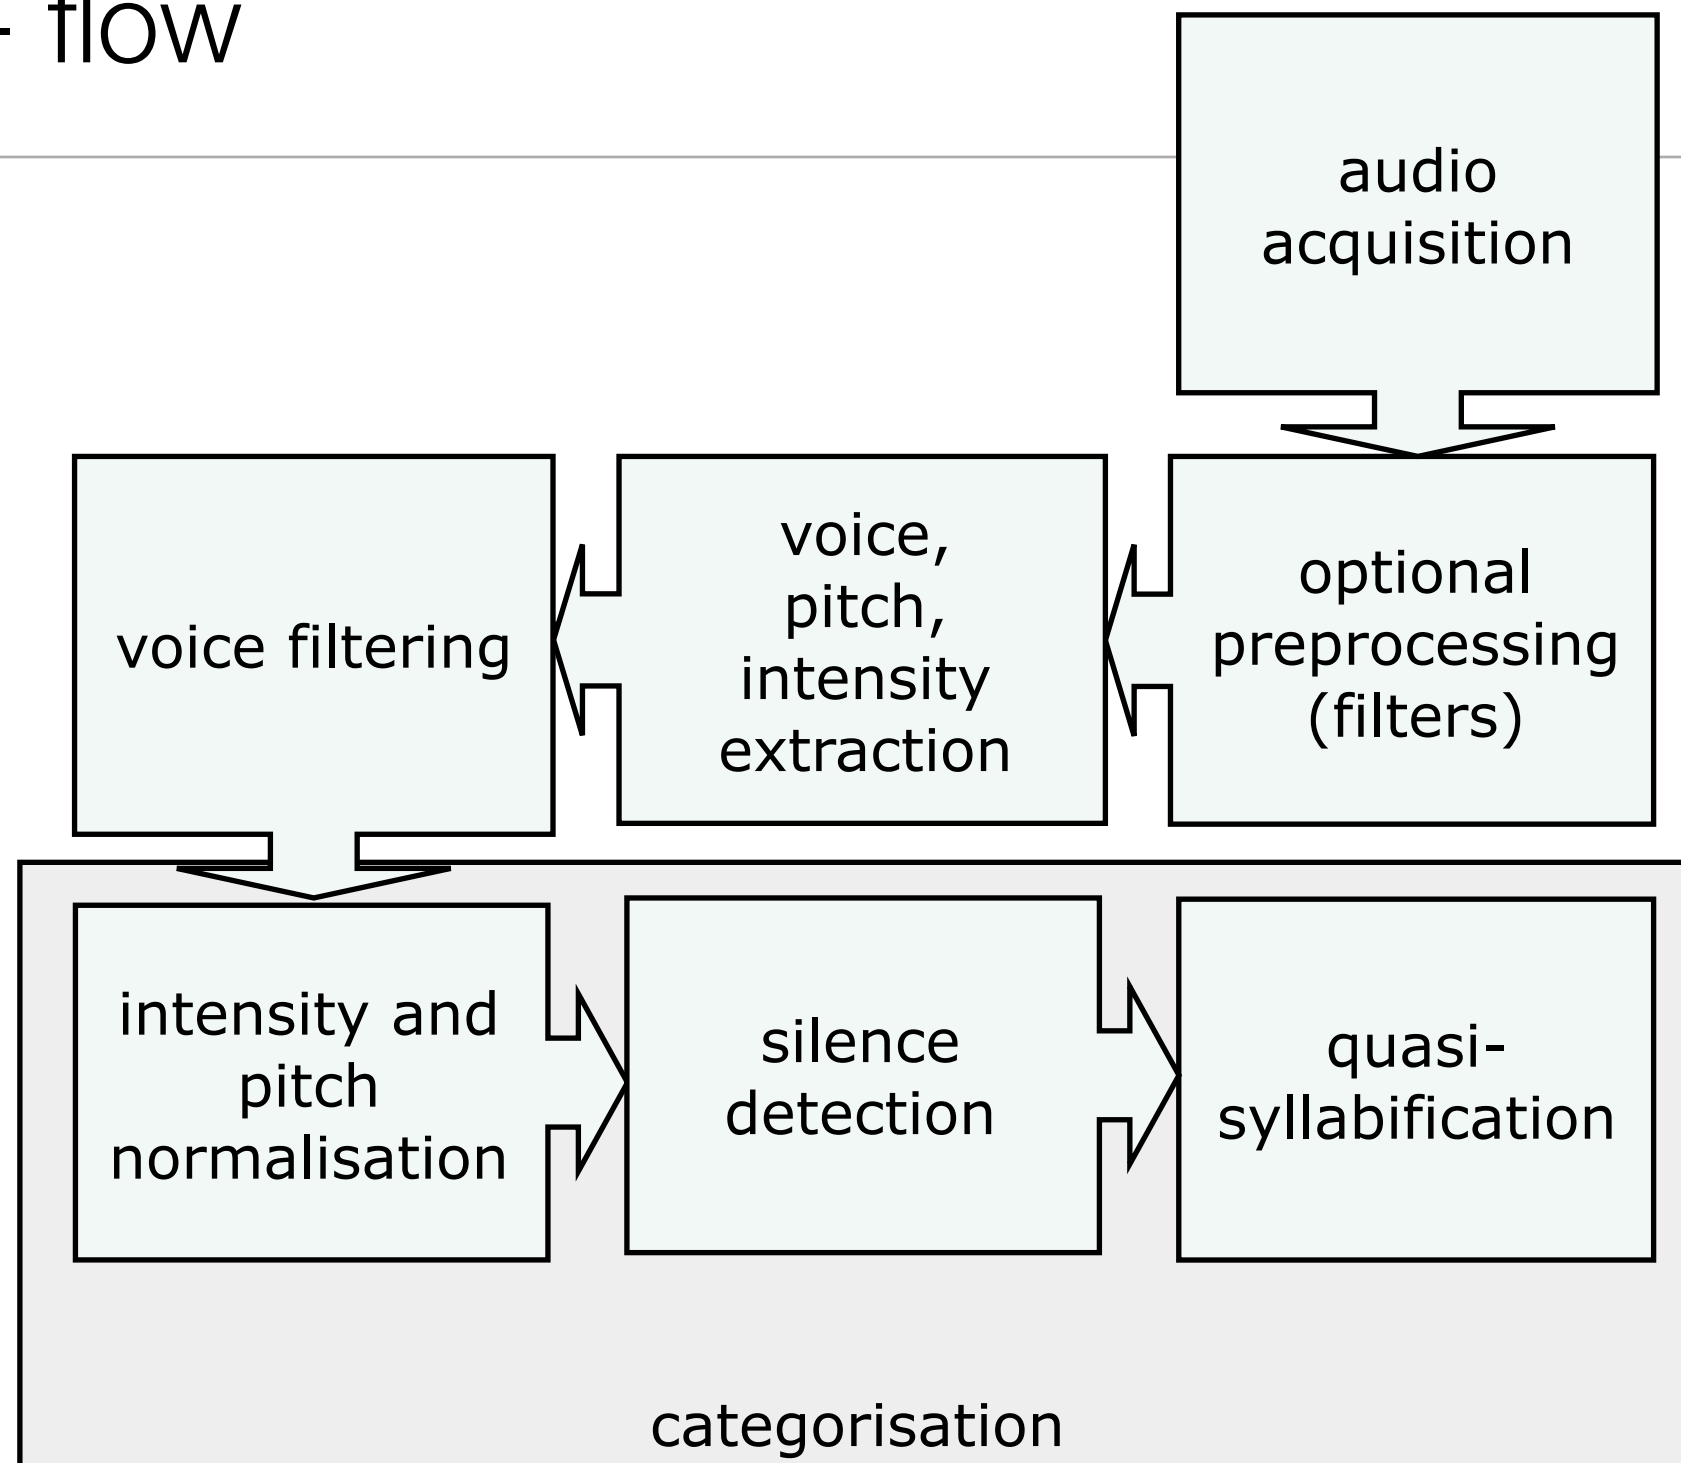 - flow
audio
acquisition
optional
preprocessing
(filters)
voice,
pitch,
intensity
extraction
voice filtering
intensity and
pitch
normalisation
silence
detection
quasi-
syllabification
categorisation